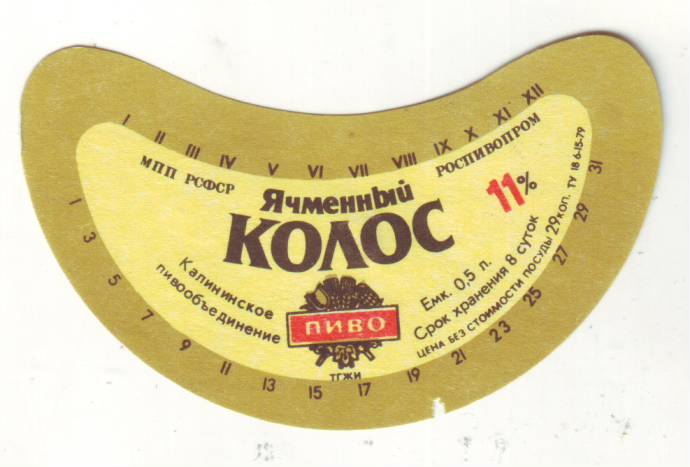 I II III IV V VI VII VIII IX X XI XII
МПП РСФСР
РОСПИВОПРОМ
Ячменный
КОЛОС
11%
Калининское
пивообъединение
ПИВО
Емк. 0,5 л.
Срок хранения 8 суток
ЦЕНА БЕЗ СТОИМОСТИ ПОСУДЫ 29 КОП. ТУ 18 6-15-79
ТГЖИ
1 3 5 7 9 11 13 15 17 19 21 23 25 27 29 31